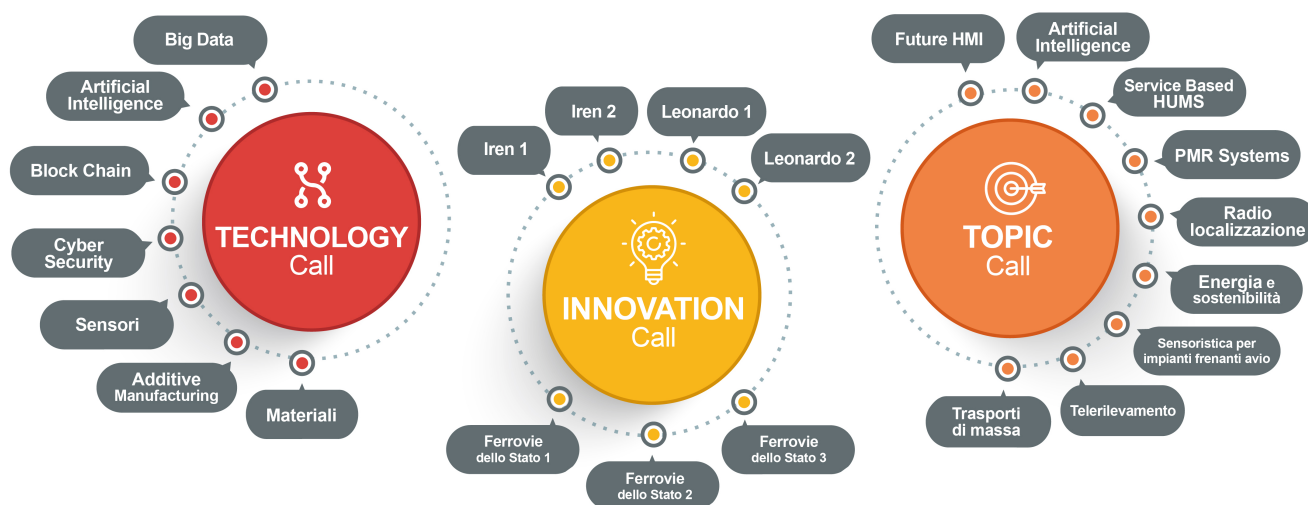 Big Data
Artificial
Intelligence
Block Chain
Cyber
Security
Sensori
Additive
Manufacturing
Materiali
TECHNOLOGY
Call
Iren 1
Iren 2
Leonardo 1
Leonardo 2
INNOVATION
Call
Ferrovie
dello Stato 1
Ferrovie
dello Stato 2
Ferrovie
dello Stato 3
Future HMI
Artificial
Intelligence
Service Based
HUMS
PMR Systems
Radio
localizzazione
Energia e
sostenibilità
Sensoristica per
impianti frenanti avio
Telerilevamento
Trasporti
di massa
TOPIC
Call